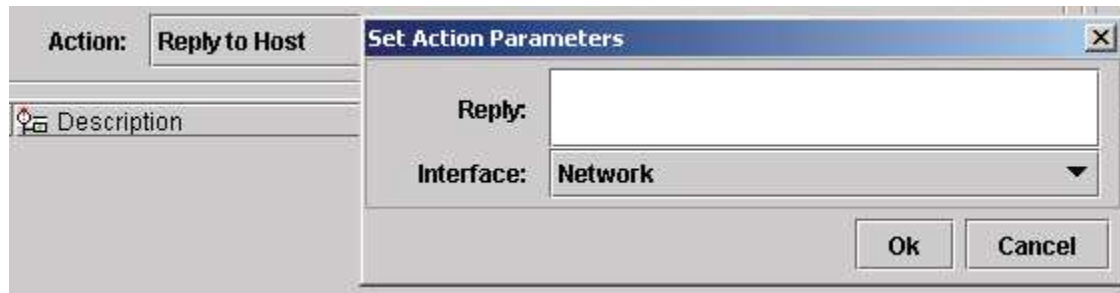 Action: Reply to Host
Set Action Parameters
Description
Reply:
Interface: Network
Ok Cancel